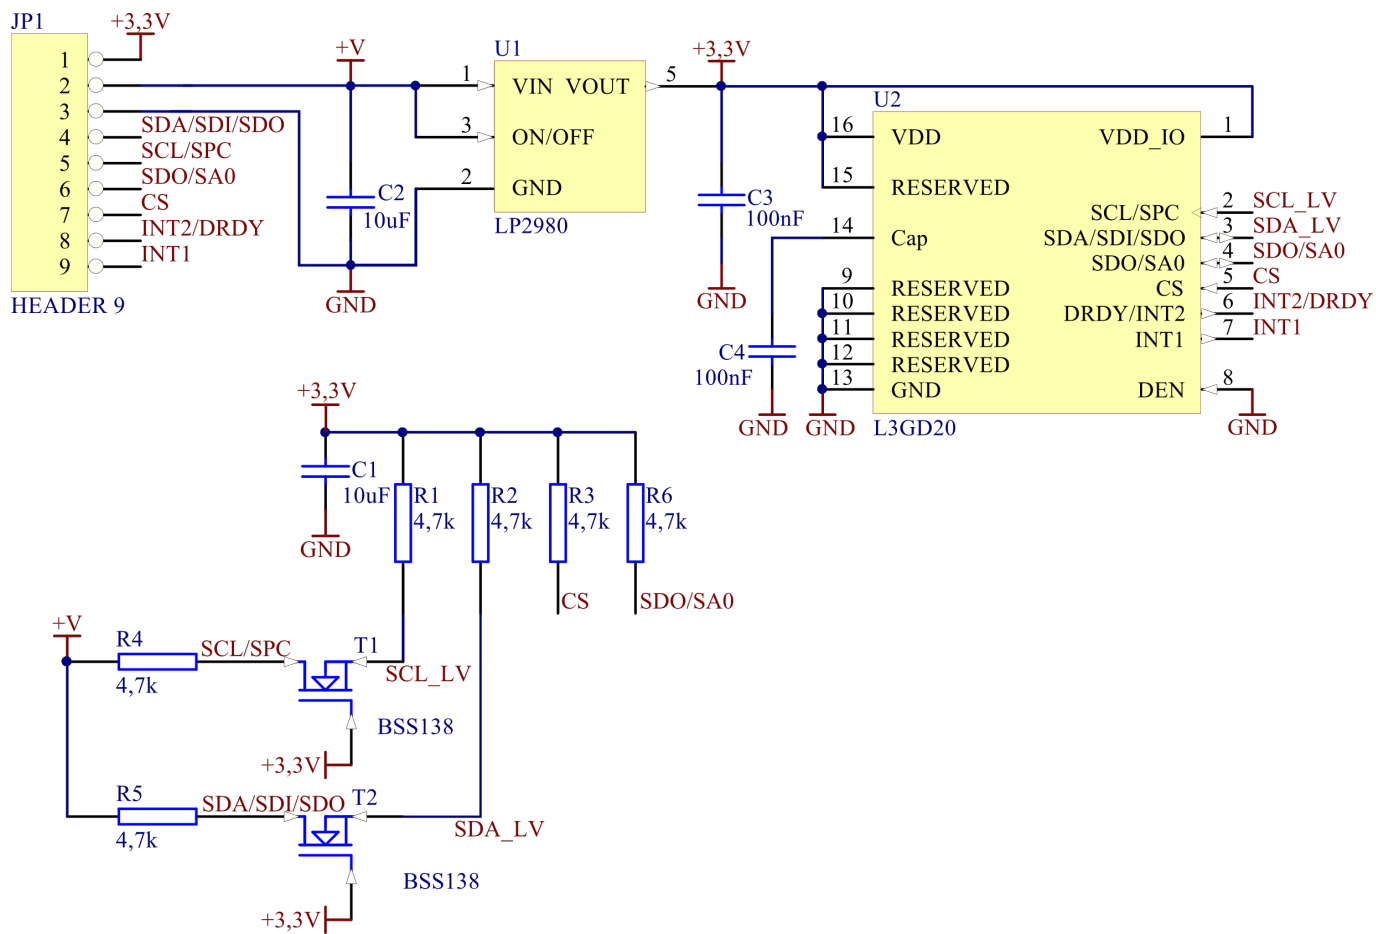 JP1
+3,3V
1
2
3
4
5
6
7
8
9
SDA/SDI/SDO
SCL/SPC
SDO/SA0
CS
INT2/DRDY
INT1
HEADER 9
+V
C2
10uF
GND
U1
1
3
2
VIN VOUT
ON/OFF
GND
5
LP2980
+3,3V
C3
100nF
GND
C4
100nF
GND
GND
U2
16
15
14
9
10
11
12
13
VDD
RESERVED
Cap
RESERVED
RESERVED
RESERVED
RESERVED
GND
VDD_IO
SCL/SPC
SDA/SDI/SDO
SDO/SA0
CS
DRDY/INT2
INT1
DEN
1
2
3
4
5
6
7
8
SCL_LV
SDA_LV
SDO/SA0
CS
INT2/DRDY
INT1
GND
L3GD20
+3,3V
C1
10uF
GND
R1
4,7k
R2
4,7k
R3
4,7k
R6
4,7k
CS
SDO/SA0
+V
R4
4,7k
SCL/SPC
T1
SCL_LV
BSS138
+3,3V
R5
4,7k
SDA/SDI/SDO
T2
SDA_LV
BSS138
+3,3V